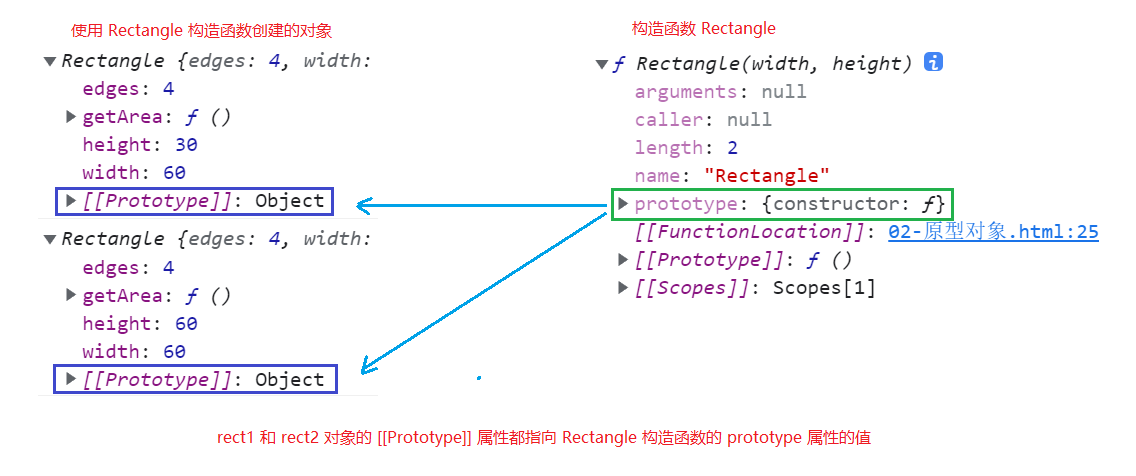 使用 Rectangle 构造函数创建的对象
▼Rectangle {edges: 4, width:
edges: 4
▶getArea: ƒ ()
height: 30
width: 60
▶[[Prototype]]: Object
▼Rectangle {edges: 4, width:
edges: 4
▶getArea: ƒ ()
height: 60
width: 60
▶[[Prototype]]: Object
构造函数 Rectangle
▼ƒ Rectangle(width, height) i
arguments: null
caller: null
length: 2
name: "Rectangle"
▶prototype: {constructor: ƒ}
[[FunctionLocation]]: 02-原型对象.html:25
▶[[Prototype]]: ƒ ()
▶[[Scopes]]: Scopes[1]
rect1 和 rect2 对象的 [[Prototype]] 属性都指向 Rectangle 构造函数的 prototype 属性的值